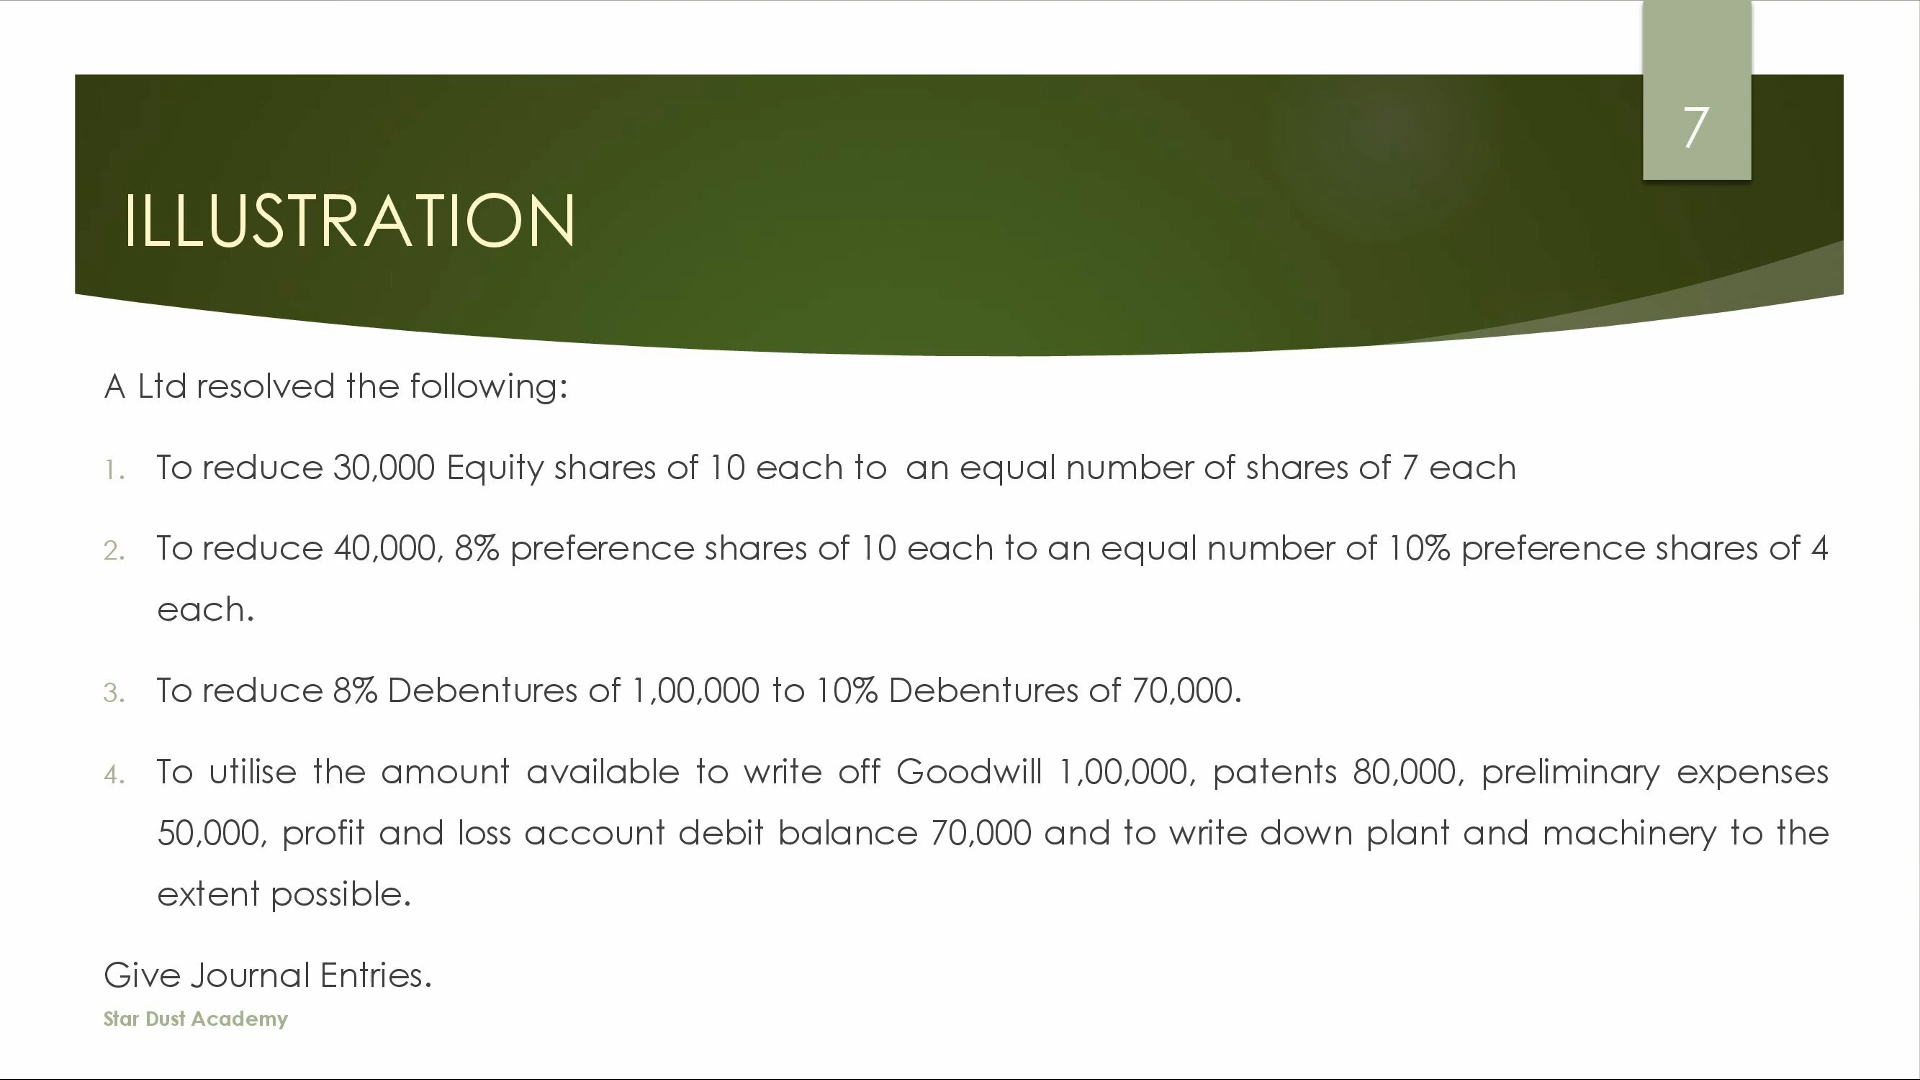 7
ILLUSTRATION
A Ltd resolved the following:
1. To reduce 30,000 Equity shares of 10 each to an equal number of shares of 7 each
2. To reduce 40,000, 8% preference shares of 10 each to an equal number of 10% preference shares of 4
each.
3. To reduce 8% Debentures of 1,00,000 to 10% Debentures of 70,000.
4. To utilise the amount available to write off Goodwill 1,00,000, patents 80,000, preliminary expenses
50,000, profit and loss account debit balance 70,000 and to write down plant and machinery to the
extent possible.
Give Journal Entries.
Star Dust Academy